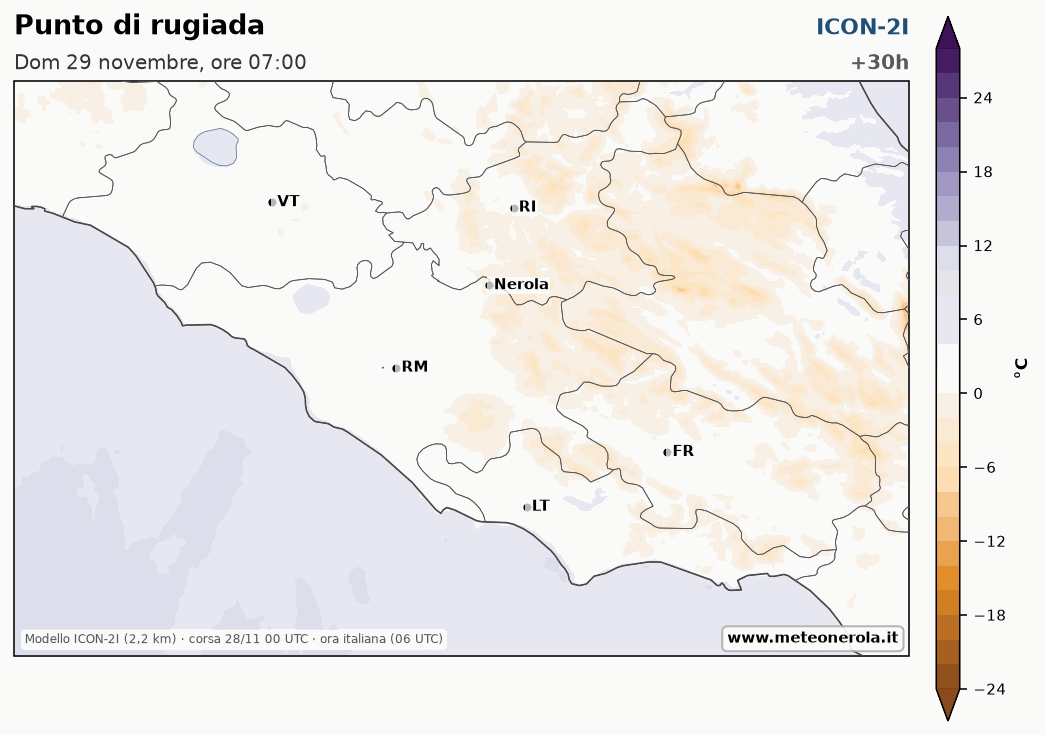 Punto di rugiada
ICON-2I
Dom 29 novembre, ore 07:00
+30h
VT
RI
Nerola
RM
FR
LT
Modello ICON-2I (2,2 km) · corsa 28/11 00 UTC · ora italiana (06 UTC)
www.meteonerola.it
24
18
12
6
0
−6
−12
−18
−24
°C